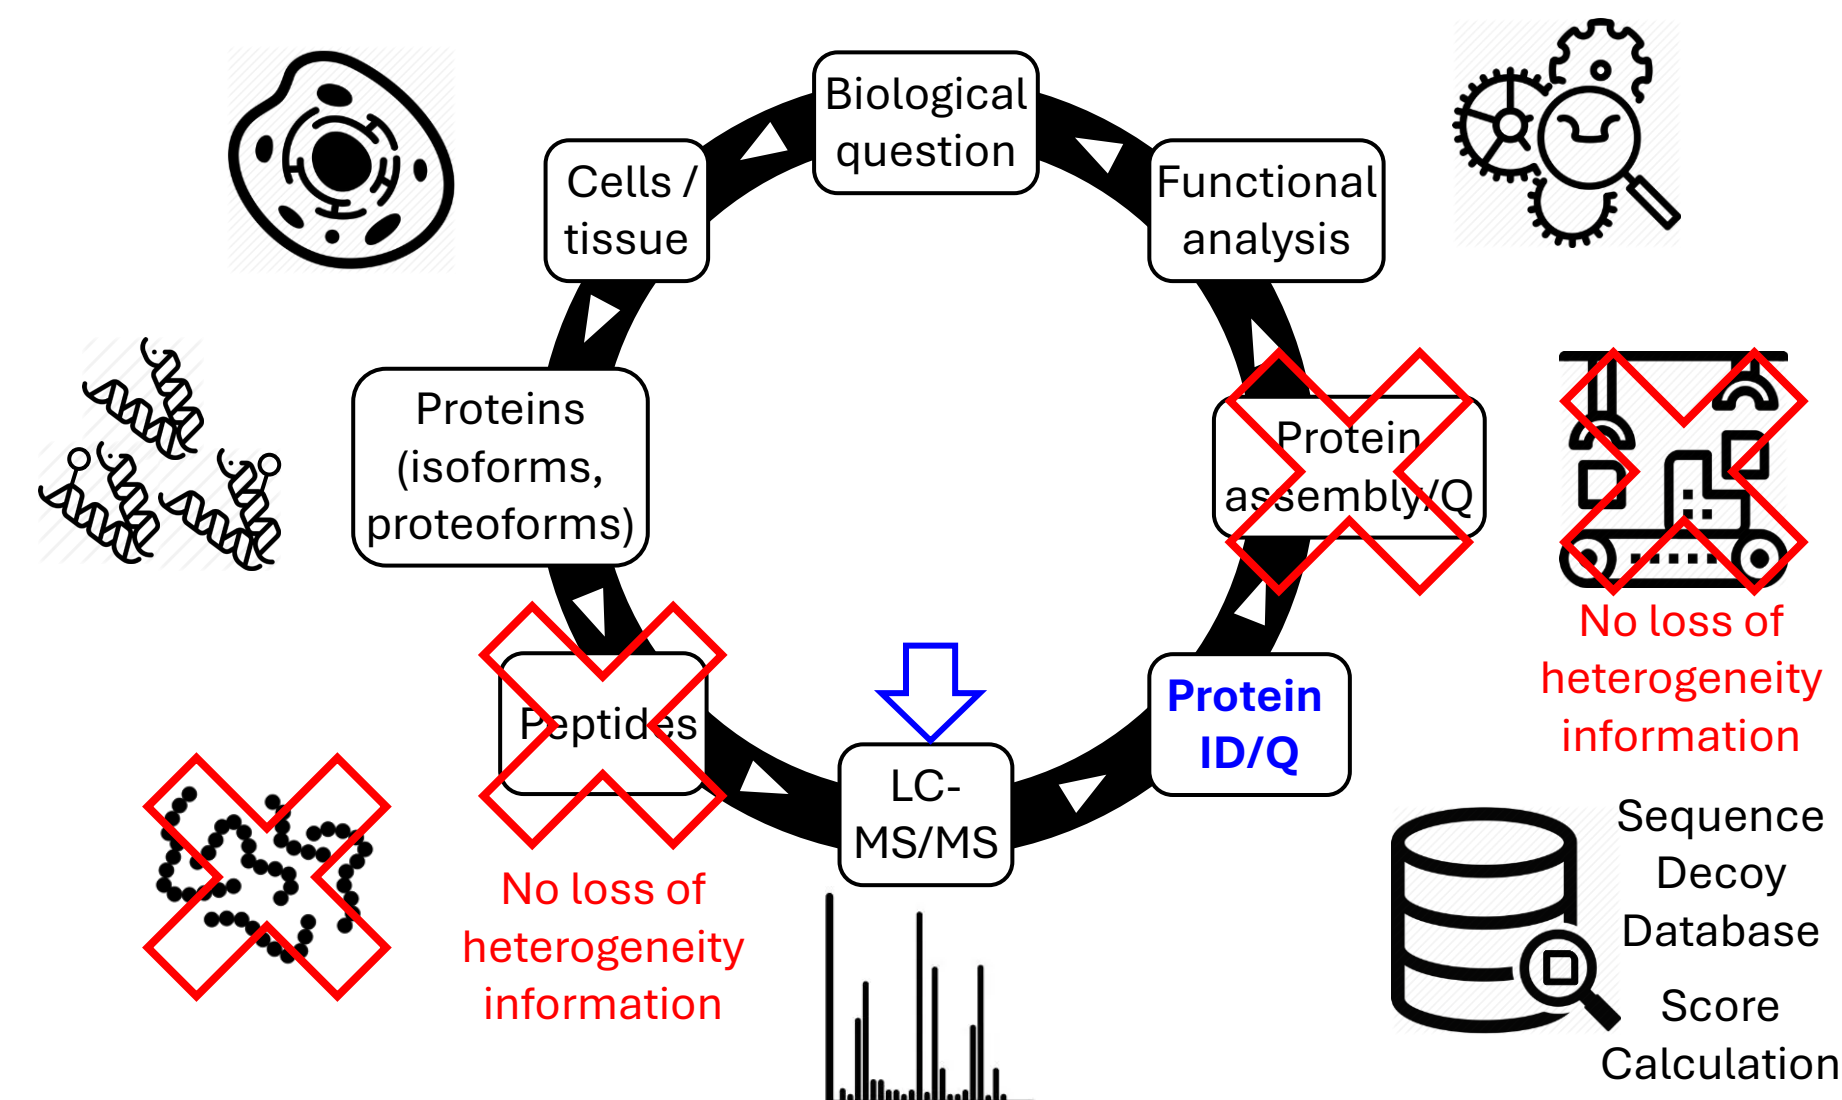 Biological
question
Cells /
tissue
Functional
analysis
Proteins
(isoforms,
proteoforms)
Protein
assembly/Q
No loss of
heterogeneity
information
Peptides
Protein
ID/Q
LC-
MS/MS
No loss of
heterogeneity
information
Sequence
Decoy
Database
Score
Calculation